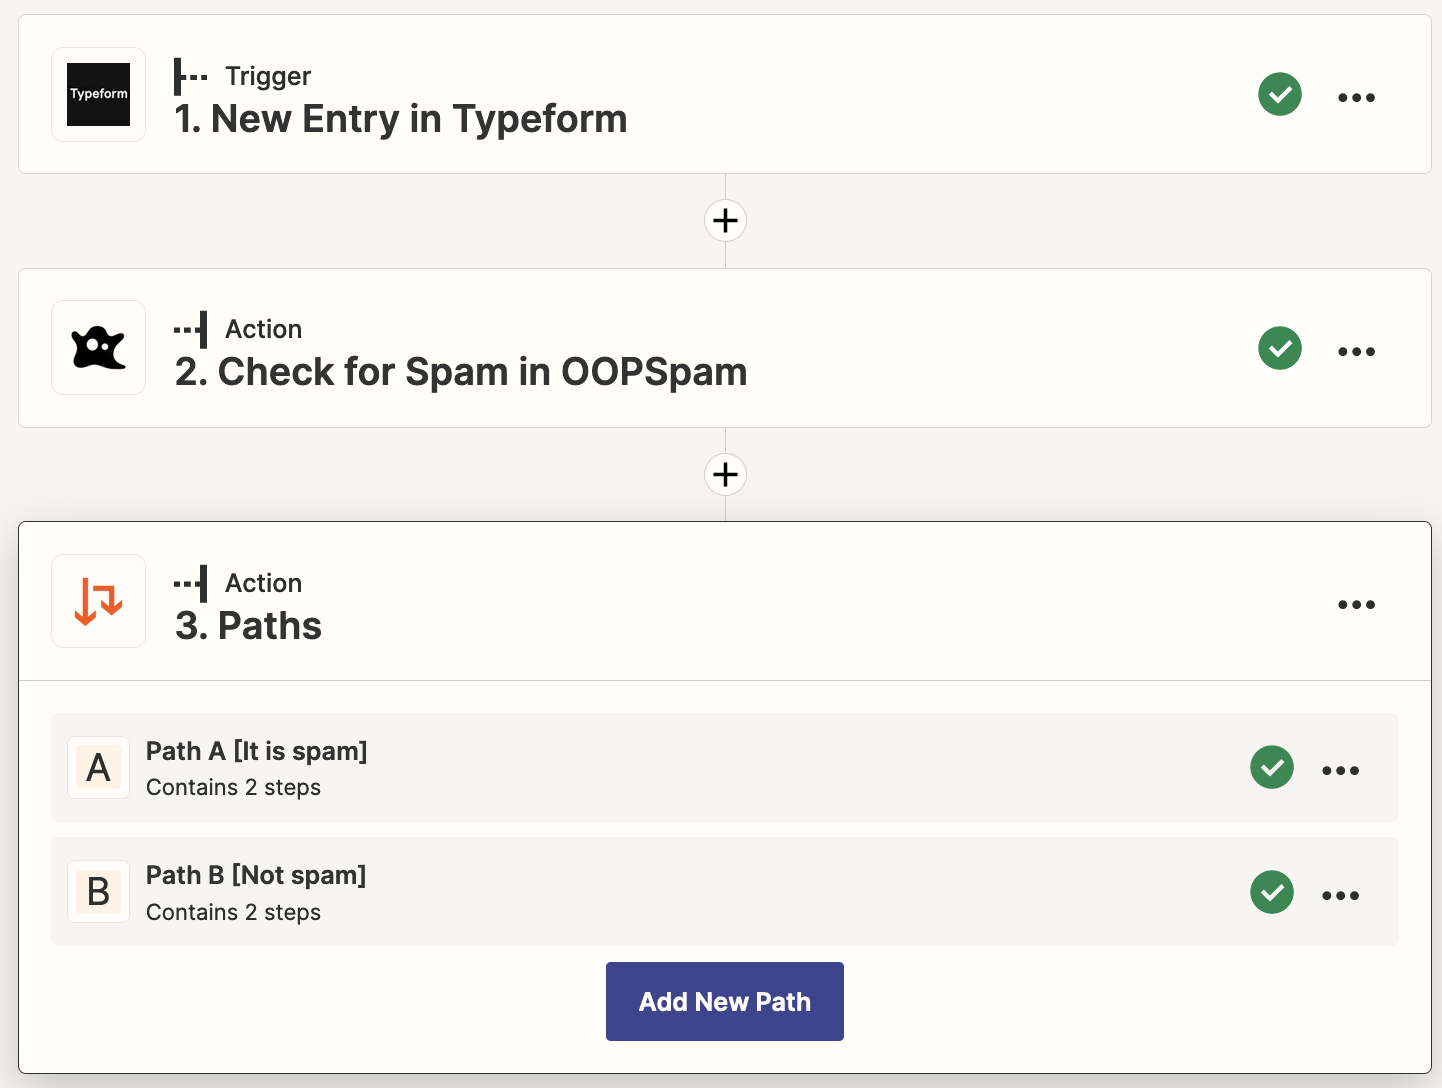 Typeform
Trigger
1. New Entry in Typeform
Action
2. Check for Spam in OOPSpam
Action
3. Paths
A
Path A [It is spam]
Contains 2 steps
B
Path B [Not spam]
Contains 2 steps
Add New Path